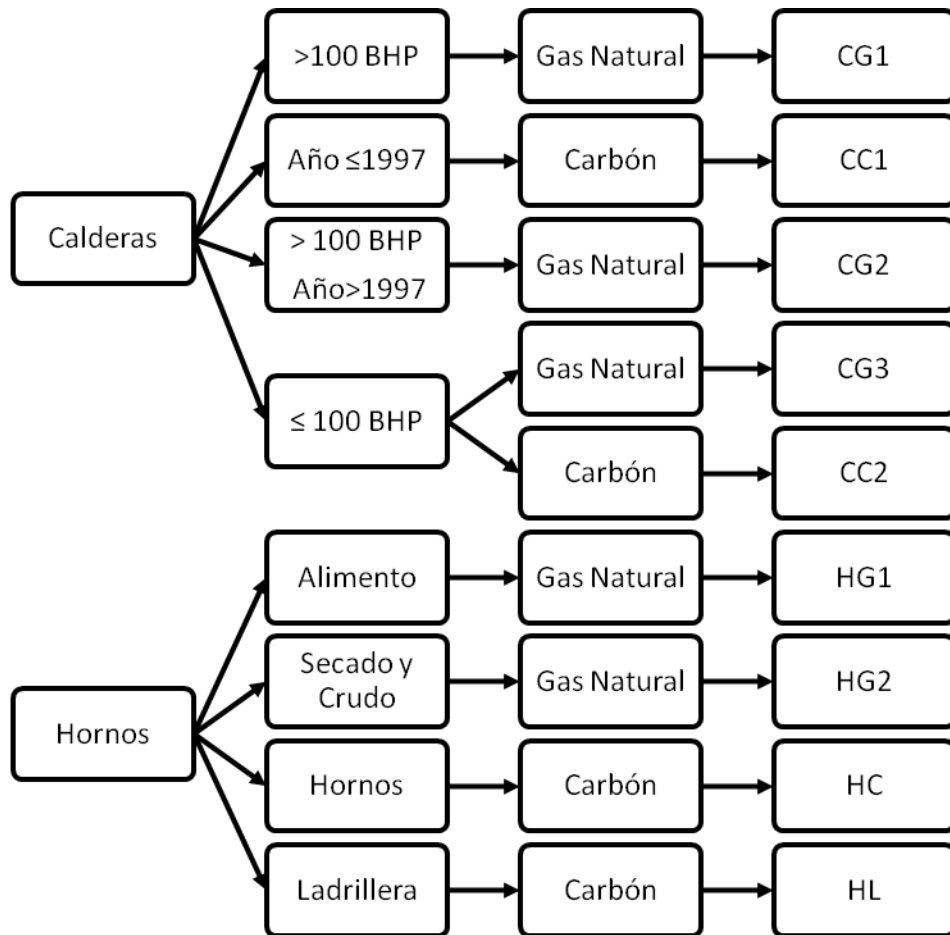 >100 BHP
Gas Natural
CG1
Año ≤1997
Carbón
CC1
Calderas
> 100 BHP
Año>1997
Gas Natural
CG2
≤ 100 BHP
Gas Natural
CG3
Carbón
CC2
Hornos
Alimento
Gas Natural
HG1
Secado y
Crudo
Gas Natural
HG2
Hornos
Carbón
HC
Ladrillera
Carbón
HL